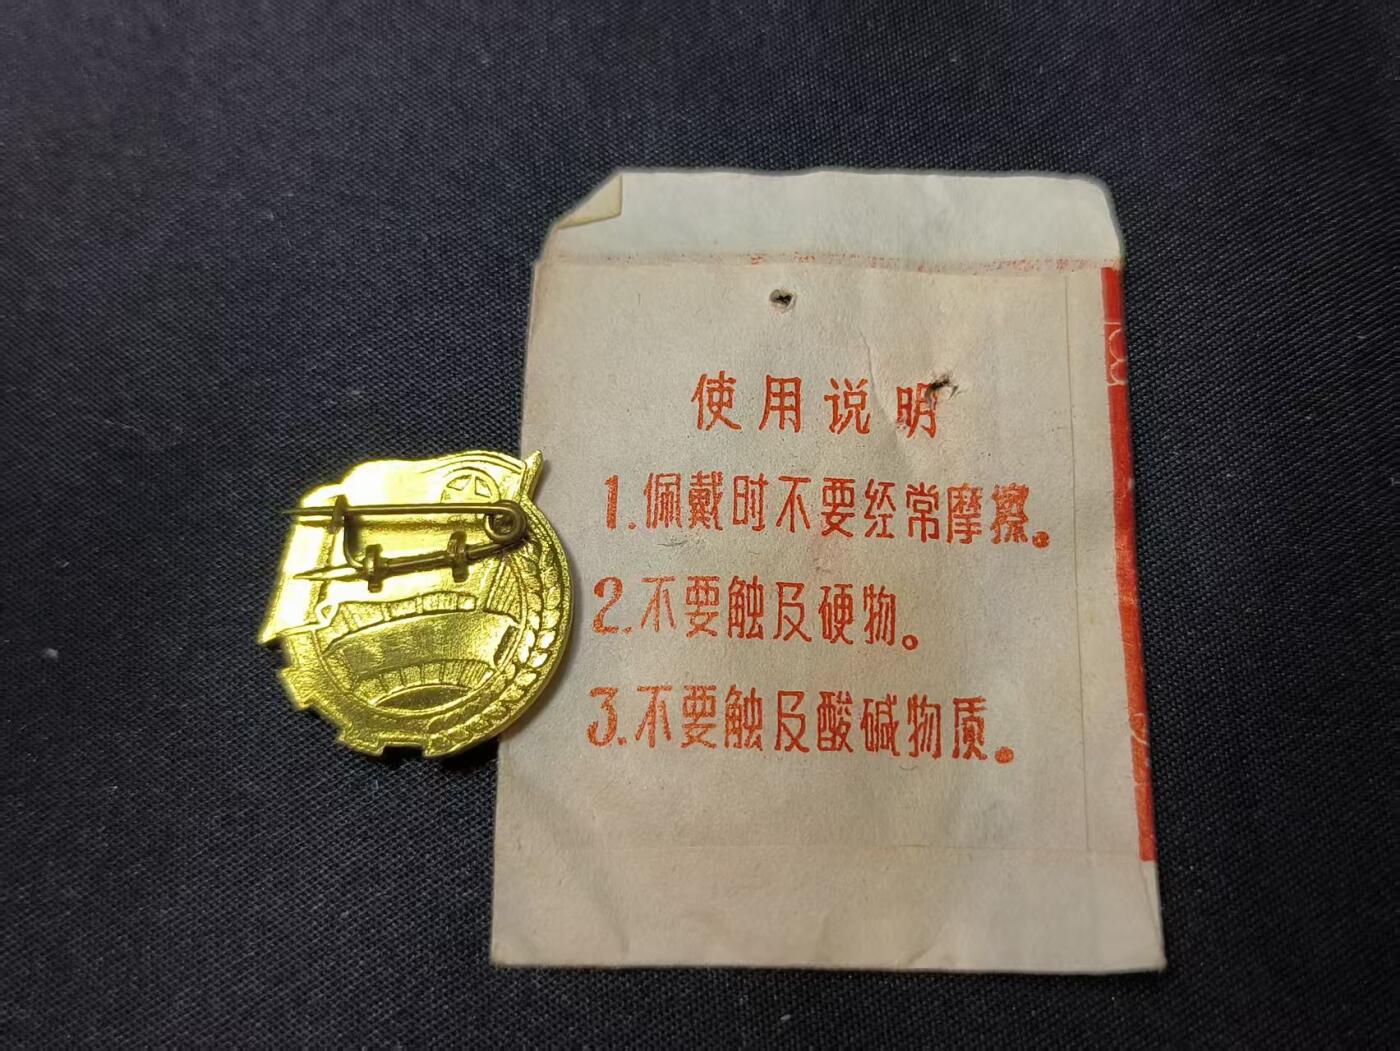 使用说明
1.佩戴时不要经常摩擦。
2.不要触及硬物。
3.不要触及酸碱物质。